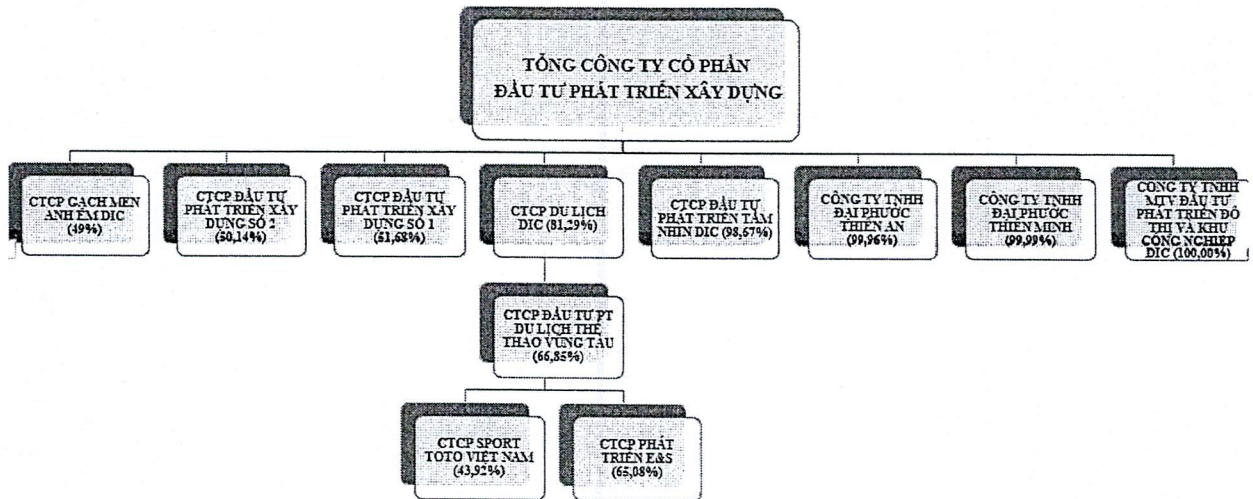 TỔNG CÔNG TY CỔ PHẦN
ĐẦU TƯ PHÁT TRIỂN XÂY DỰNG
CTCP GẠCH MEN
ANH EM DIC
(49%)
CTCP ĐẦU TƯ
PHÁT TRIỂN XÂY
DỰNG SỐ 2
(50,14%)
CTCP ĐẦU TƯ
PHÁT TRIỂN XÂY
DỰNG SỐ 1
(51,68%)
CTCP DU LỊCH
DIC (81,29%)
CTCP ĐẦU TƯ
PHÁT TRIỂN TẦM
NHÌN DIC (98,67%)
CÔNG TY TNHH
ĐẠI PHƯỚC
THIÊN AN
(99,96%)
CÔNG TY TNHH
ĐẠI PHƯỚC
THIÊN MINH
(99,99%)
CÔNG TY TNHH
MTV ĐẦU TƯ
PHÁT TRIỂN ĐÔ
THỊ VÀ KHU
CÔNG NGHIỆP
DIC (100,00%)
CTCP ĐẦU TƯ PT
DU LỊCH THỂ
THAO VŨNG TÀU
(66,85%)
CTCP SPORT
TOTO VIỆT NAM
(43,92%)
CTCP PHÁT
TRIỂN E&S
(65,08%)